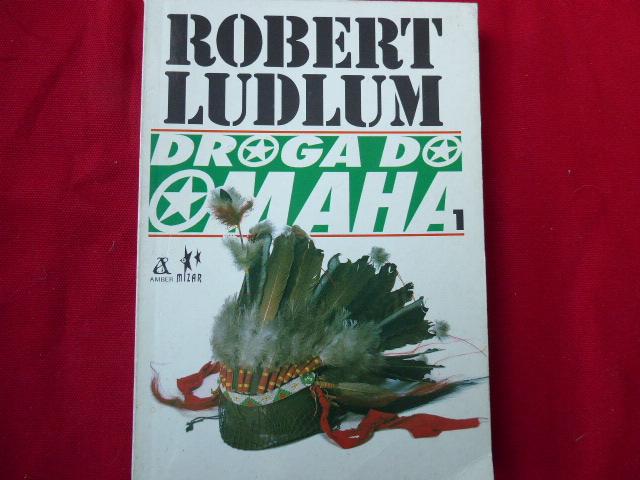 ROBERT
LUDLUM
DROGA DO
OMAHA 1
AMBER
MIZAR